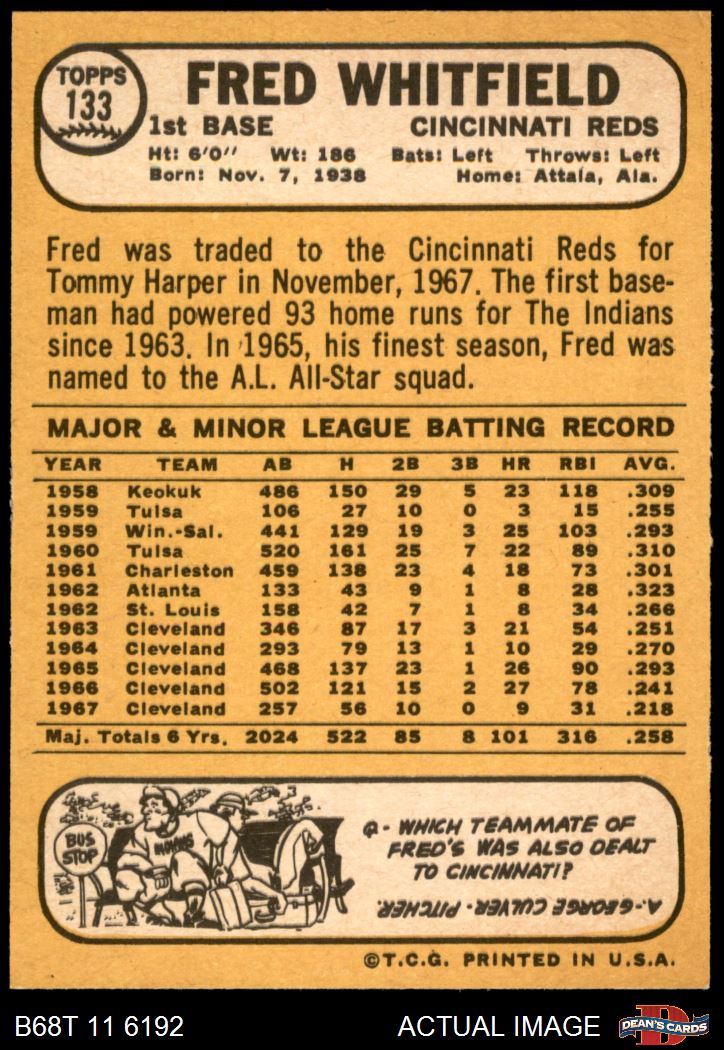 TOPPS
133
FRED WHITFIELD
1st BASE CINCINNATI REDS
Ht: 6'0" Wt: 186 Bats: Left Throws: Left
Born: Nov. 7, 1938 Home: Attala, Ala.
Fred was traded to the Cincinnati Reds for
Tommy Harper in November, 1967. The first base-
man had powered 93 home runs for The Indians
since 1963. In 1965, his finest season, Fred was
named to the A.L. All-Star squad.
MAJOR & MINOR LEAGUE BATTING RECORD
YEAR TEAM AB H 2B 3B HR RBI AVG.
1958 Keokuk 486 150 29 5 23 118 .309
1959 Tulsa 106 27 10 0 3 15 .255
1959 Win.-Sal. 441 129 19 3 25 103 .293
1960 Tulsa 520 161 25 7 22 89 .310
1961 Charleston 459 138 23 4 18 73 .301
1962 Atlanta 133 43 9 1 8 28 .323
1962 St. Louis 158 42 7 1 8 34 .266
1963 Cleveland 346 87 17 3 21 54 .251
1964 Cleveland 293 79 13 1 10 29 .270
1965 Cleveland 468 137 23 1 26 90 .293
1966 Cleveland 502 121 15 2 27 78 .241
1967 Cleveland 257 56 10 0 9 31 .218
Maj. Totals 6 Yrs. 2024 522 85 8 101 316 .258
BUS
STOP
Q- WHICH TEAMMATE OF
FRED'S WAS ALSO DEALT
TO CINCINNATI?
A- GEORGE CULVER - PITCHER.
©T.C.G. PRINTED IN U.S.A.
B68T 11 6192 ACTUAL IMAGE
D
DEAN'S CARDS